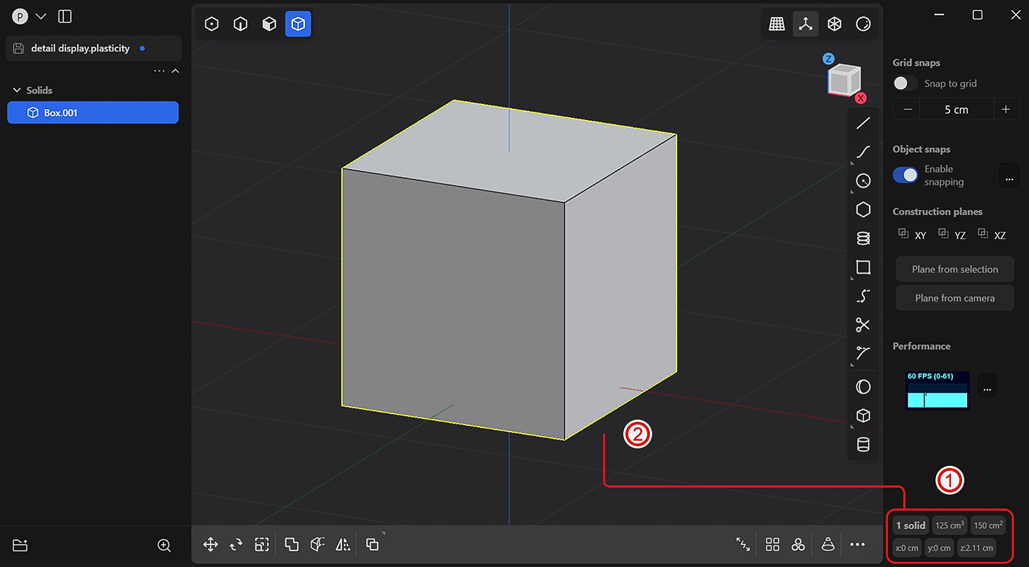 P
detail display.plasticity
Solids
Box.001
Z
X
Grid snaps
Snap to grid
5 cm
Object snaps
Enable
snapping
Construction planes
XY YZ XZ
Plane from selection
Plane from camera
Performance
60 FPS (0-61)
1
2
1 solid 125 cm³ 150 cm²
x:0 cm y:0 cm z:2.11 cm